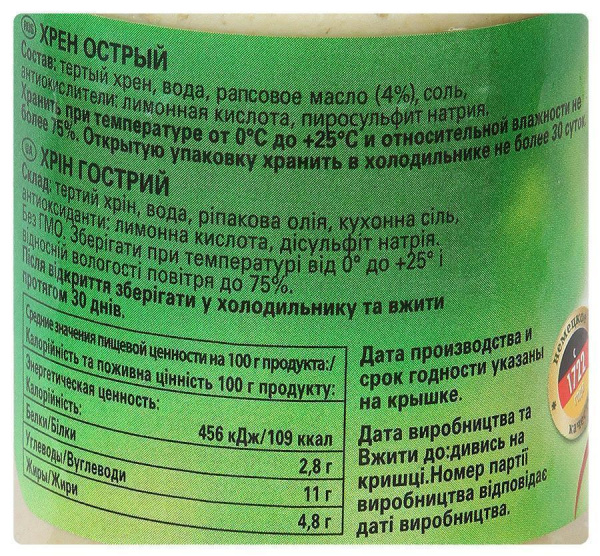 RUS ХРЕН ОСТРЫЙ
Состав: тертый хрен, вода, рапсовое масло (4%), соль,
антиокислители: лимонная кислота, пиросульфит натрия.
Хранить при температуре от 0°C до +25°C и относительной влажности не
более 75%. Открытую упаковку хранить в холодильнике не более 30 суток.
UA ХРІН ГОСТРИЙ
Склад: тертий хрін, вода, ріпакова олія, кухонна сіль,
антиоксиданти: лимонна кислота, дісульфіт натрія.
Без ГМО. Зберігати при температурі від 0° до +25° і
відносній вологості повітря до 75%.
Після відкриття зберігати у холодильнику та вжити
протягом 30 днів.
Средние значения пищевой ценности на 100 г продукта:/
Калорійність та поживна цінність 100 г продукту:
Энергетическая ценность:
Калорійність:
456 кДж/109 ккал
Белки/Білки
2,8 г
Углеводы/Вуглеводи
11 г
Жиры/Жири
4,8 г
Дата производства и
срок годности указаны
на крышке.
Дата виробництва та
Вжити до:дивись на
кришці.Номер партії
виробництва відповідає
даті виробництва.